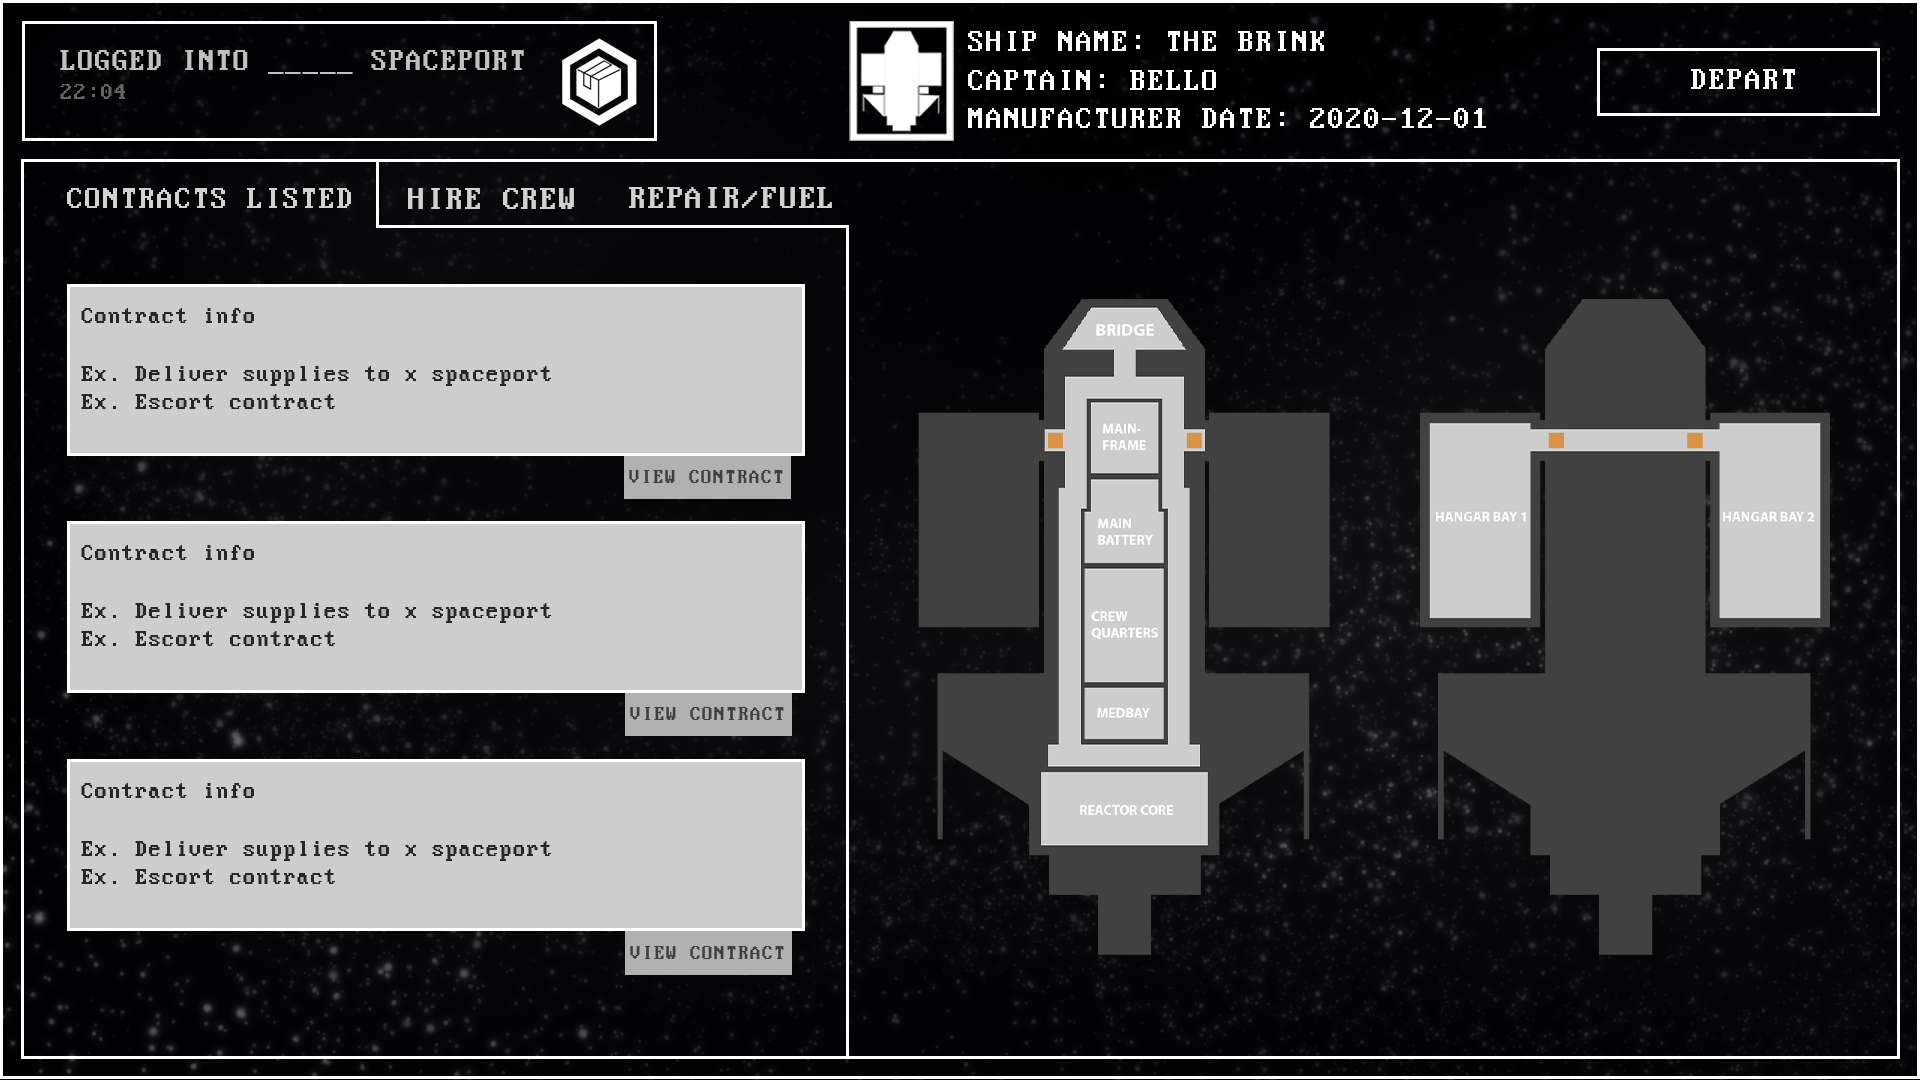 LOGGED INTO _____ SPACEPORT
22:04
SHIP NAME: THE BRINK
CAPTAIN: BELLO
MANUFACTURER DATE: 2020-12-01
DEPART
CONTRACTS LISTED
HIRE CREW
REPAIR/FUEL
Contract info
Ex. Deliver supplies to x spaceport
Ex. Escort contract
VIEW CONTRACT
Contract info
Ex. Deliver supplies to x spaceport
Ex. Escort contract
VIEW CONTRACT
Contract info
Ex. Deliver supplies to x spaceport
Ex. Escort contract
VIEW CONTRACT
BRIDGE
MAIN-
FRAME
MAIN
BATTERY
CREW
QUARTERS
MEDBAY
REACTOR CORE
HANGAR BAY 1
HANGAR BAY 2